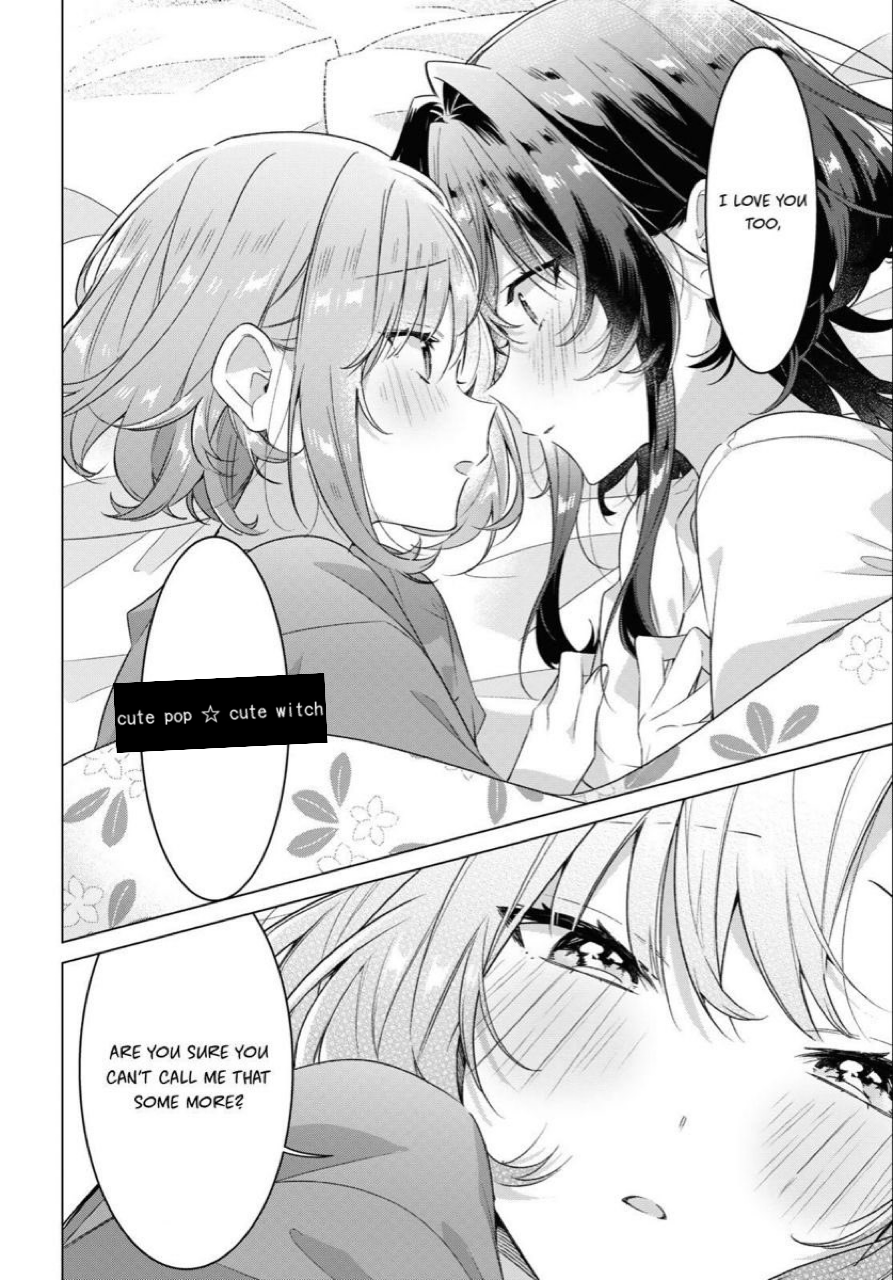 I LOVE YOU
TOO,
cute pop ☆ cute witch
ARE YOU SURE YOU
CAN'T CALL ME THAT
SOME MORE?